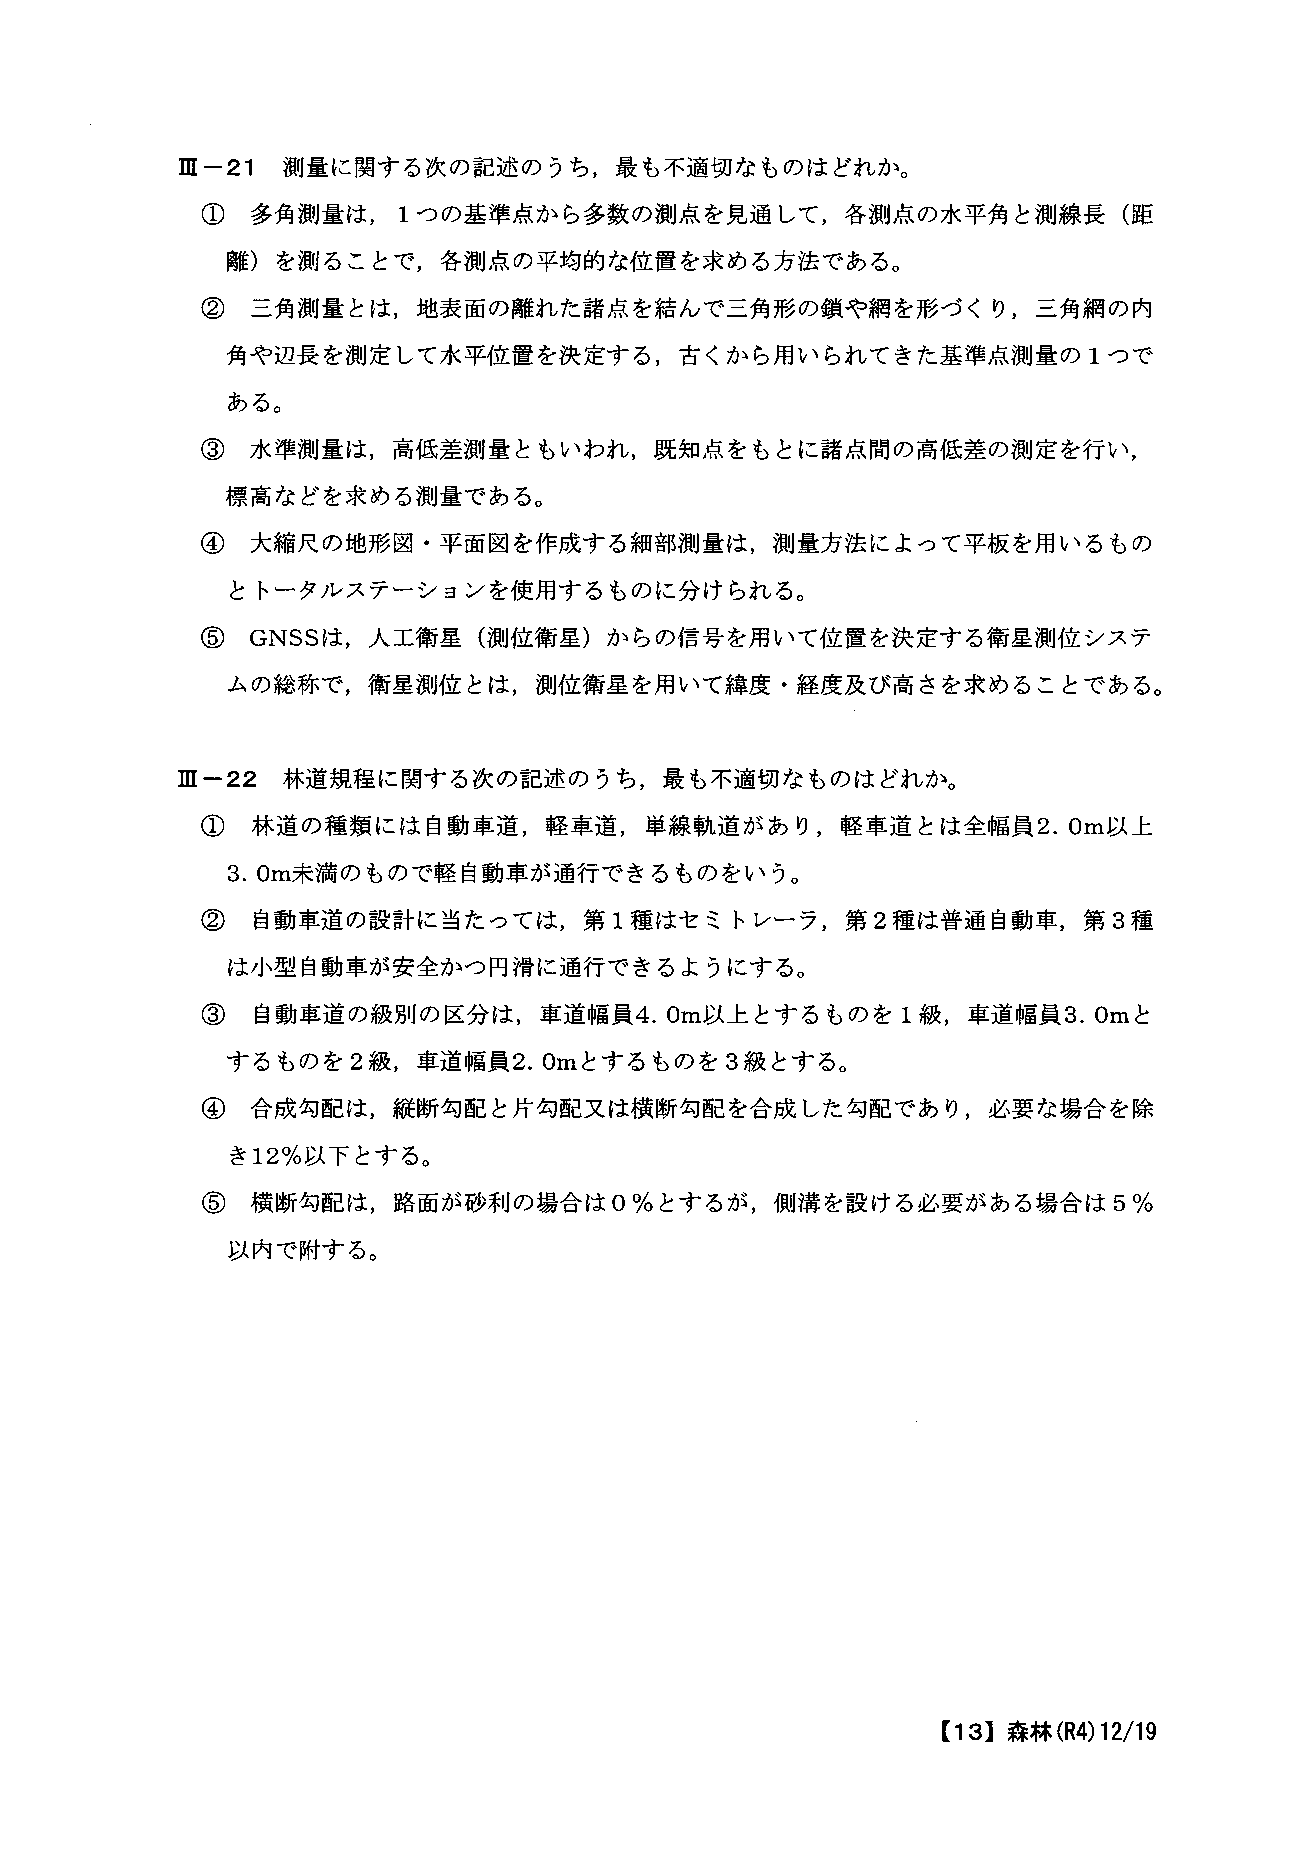 Ⅲ－21　測量に関する次の記述のうち，最も不適切なものはどれか。
①　多角測量は，１つの基準点から多数の測点を見通して，各測点の水平角と測線長（距
離）を測ることで，各測点の平均的な位置を求める方法である。
②　三角測量とは，地表面の離れた諸点を結んで三角形の鎖や網を形づくり，三角網の内
角や辺長を測定して水平位置を決定する，古くから用いられてきた基準点測量の１つで
ある。
③　水準測量は，高低差測量ともいわれ，既知点をもとに諸点間の高低差の測定を行い，
標高などを求める測量である。
④　大縮尺の地形図・平面図を作成する細部測量は，測量方法によって平板を用いるもの
とトータルステーションを使用するものに分けられる。
⑤　GNSSは，人工衛星（測位衛星）からの信号を用いて位置を決定する衛星測位システ
ムの総称で，衛星測位とは，測位衛星を用いて緯度・経度及び高さを求めることである。
Ⅲ－22　林道規程に関する次の記述のうち，最も不適切なものはどれか。
①　林道の種類には自動車道，軽車道，単線軌道があり，軽車道とは全幅員2.0m以上
3.0m未満のもので軽自動車が通行できるものをいう。
②　自動車道の設計に当たっては，第１種はセミトレーラ，第２種は普通自動車，第３種
は小型自動車が安全かつ円滑に通行できるようにする。
③　自動車道の級別の区分は，車道幅員4.0m以上とするものを１級，車道幅員3.0mと
するものを２級，車道幅員2.0mとするものを３級とする。
④　合成勾配は，縦断勾配と片勾配又は横断勾配を合成した勾配であり，必要な場合を除
き12％以下とする。
⑤　横断勾配は，路面が砂利の場合は０％とするが，側溝を設ける必要がある場合は５％
以内で附する。
【13】森林(R4)12/19